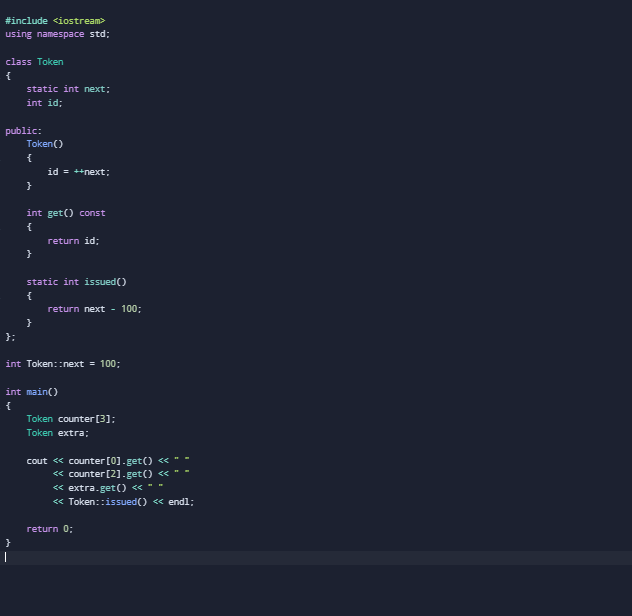 #include <iostream>
using namespace std;

class Token
{
    static int next;
    int id;

public:
    Token()
    {
        id = ++next;
    }

    int get() const
    {
        return id;
    }

    static int issued()
    {
        return next - 100;
    }
};

int Token::next = 100;

int main()
{
    Token counter[3];
    Token extra;

    cout << counter[0].get() << " "
         << counter[2].get() << " "
         << extra.get() << " "
         << Token::issued() << endl;

    return 0;
}